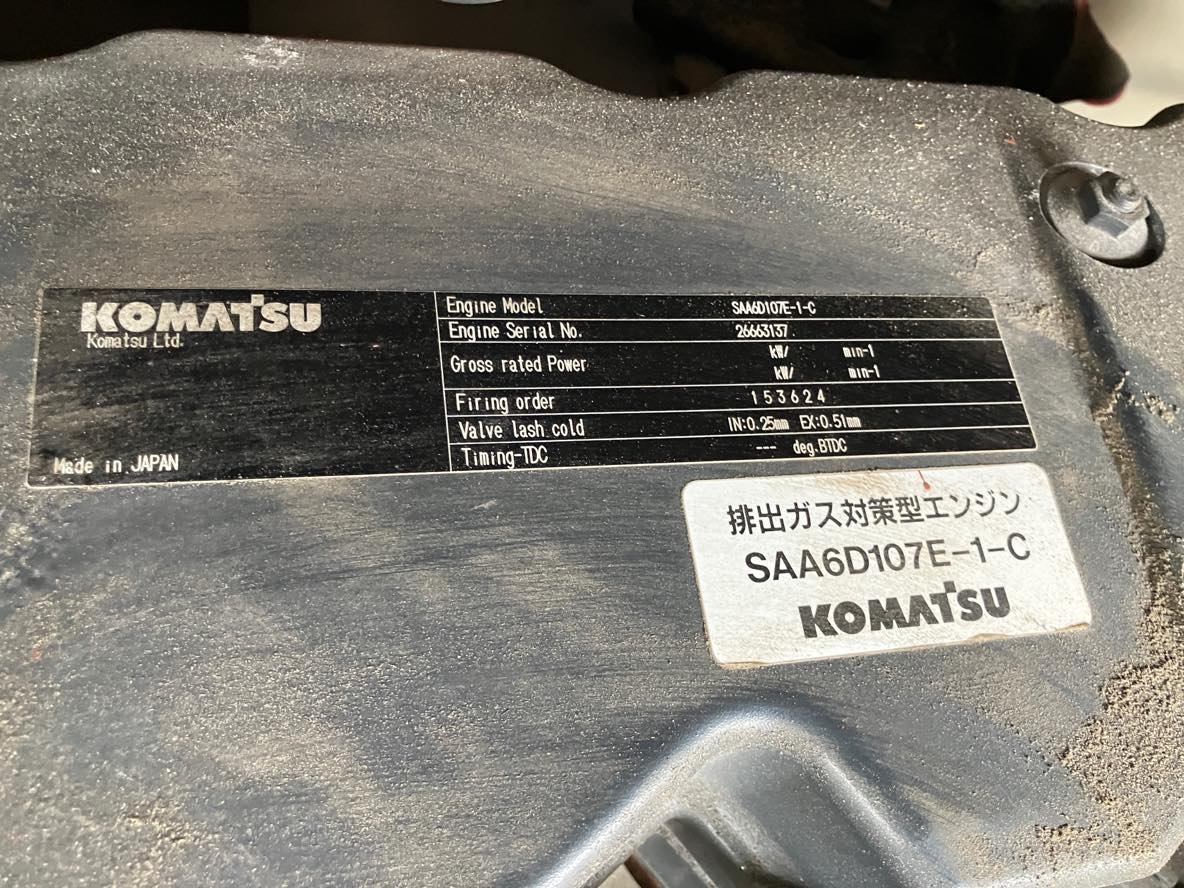 KOMATSU
Komatsu Ltd.
Made in JAPAN
Engine Model SAA6D107E-1-C
Engine Serial No. 26663137
Gross rated Power kW/ min-1
kW/ min-1
Firing order 153624
Valve lash cold IN:0.25mm EX:0.51mm
Timing-TDC --- deg.BTDC
排出ガス対策型エンジン
SAA6D107E-1-C
KOMATSU